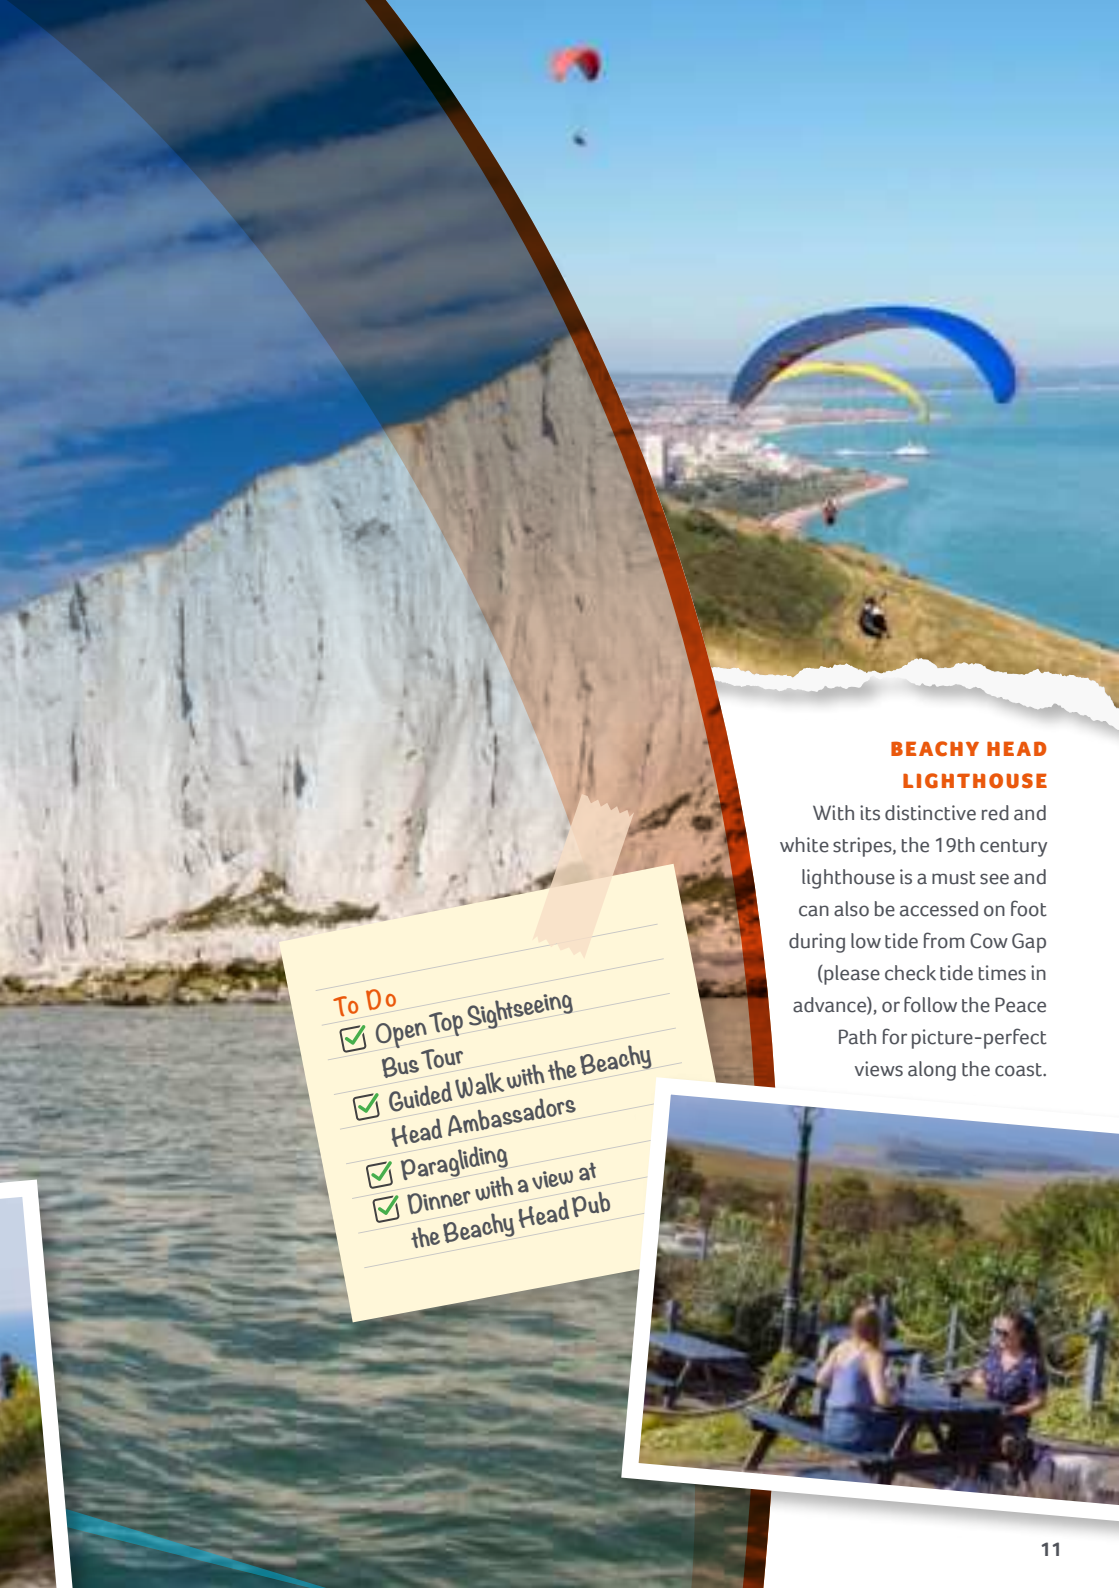 BEACHY HEAD
LIGHTHOUSE
With its distinctive red and
white stripes, the 19th century
lighthouse is a must see and
can also be accessed on foot
during low tide from Cow Gap
(please check tide times in
advance), or follow the Peace
Path for picture-perfect
views along the coast.
To Do
Open Top Sightseeing
Bus Tour
Guided Walk with the Beachy
Head Ambassadors
Paragliding
Dinner with a view at
the Beachy Head Pub
11